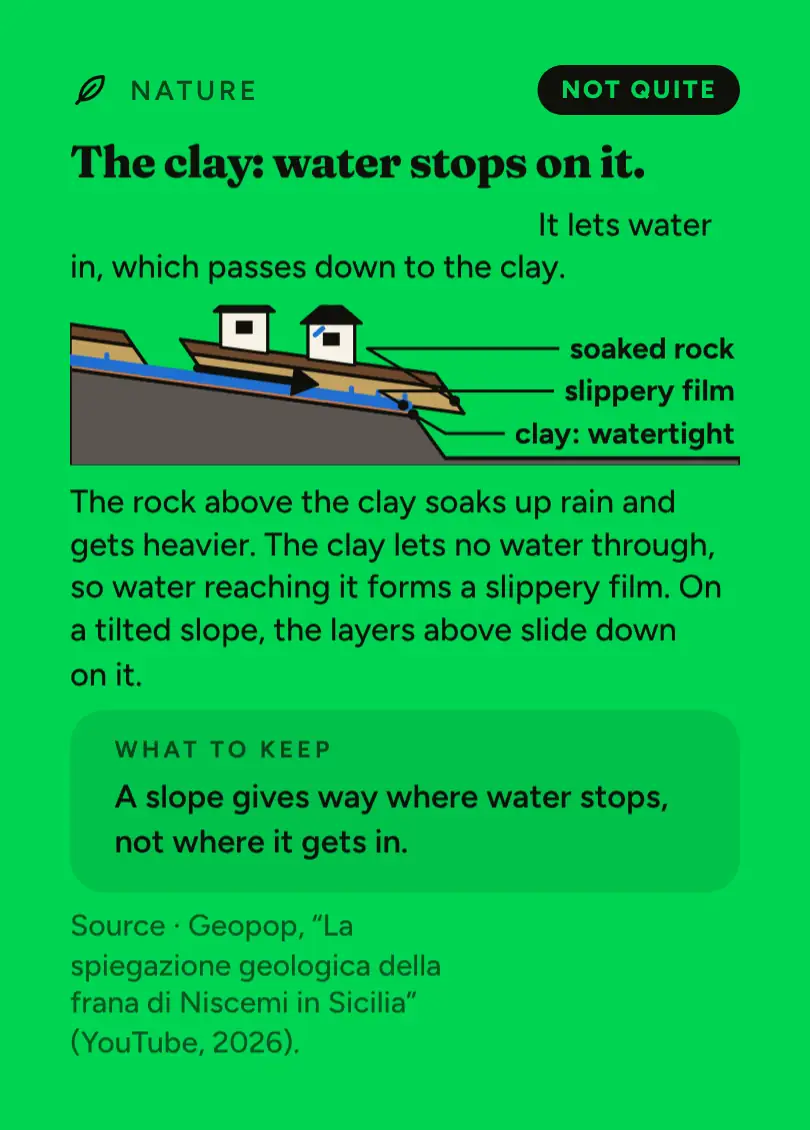 NATURE
NOT QUITE
The clay: water stops on it.
It lets water
in, which passes down to the clay.
soaked rock
slippery film
clay: watertight
The rock above the clay soaks up rain and
gets heavier. The clay lets no water through,
so water reaching it forms a slippery film. On
a tilted slope, the layers above slide down
on it.
WHAT TO KEEP
A slope gives way where water stops,
not where it gets in.
Source · Geopop, “La
spiegazione geologica della
frana di Niscemi in Sicilia”
(YouTube, 2026).